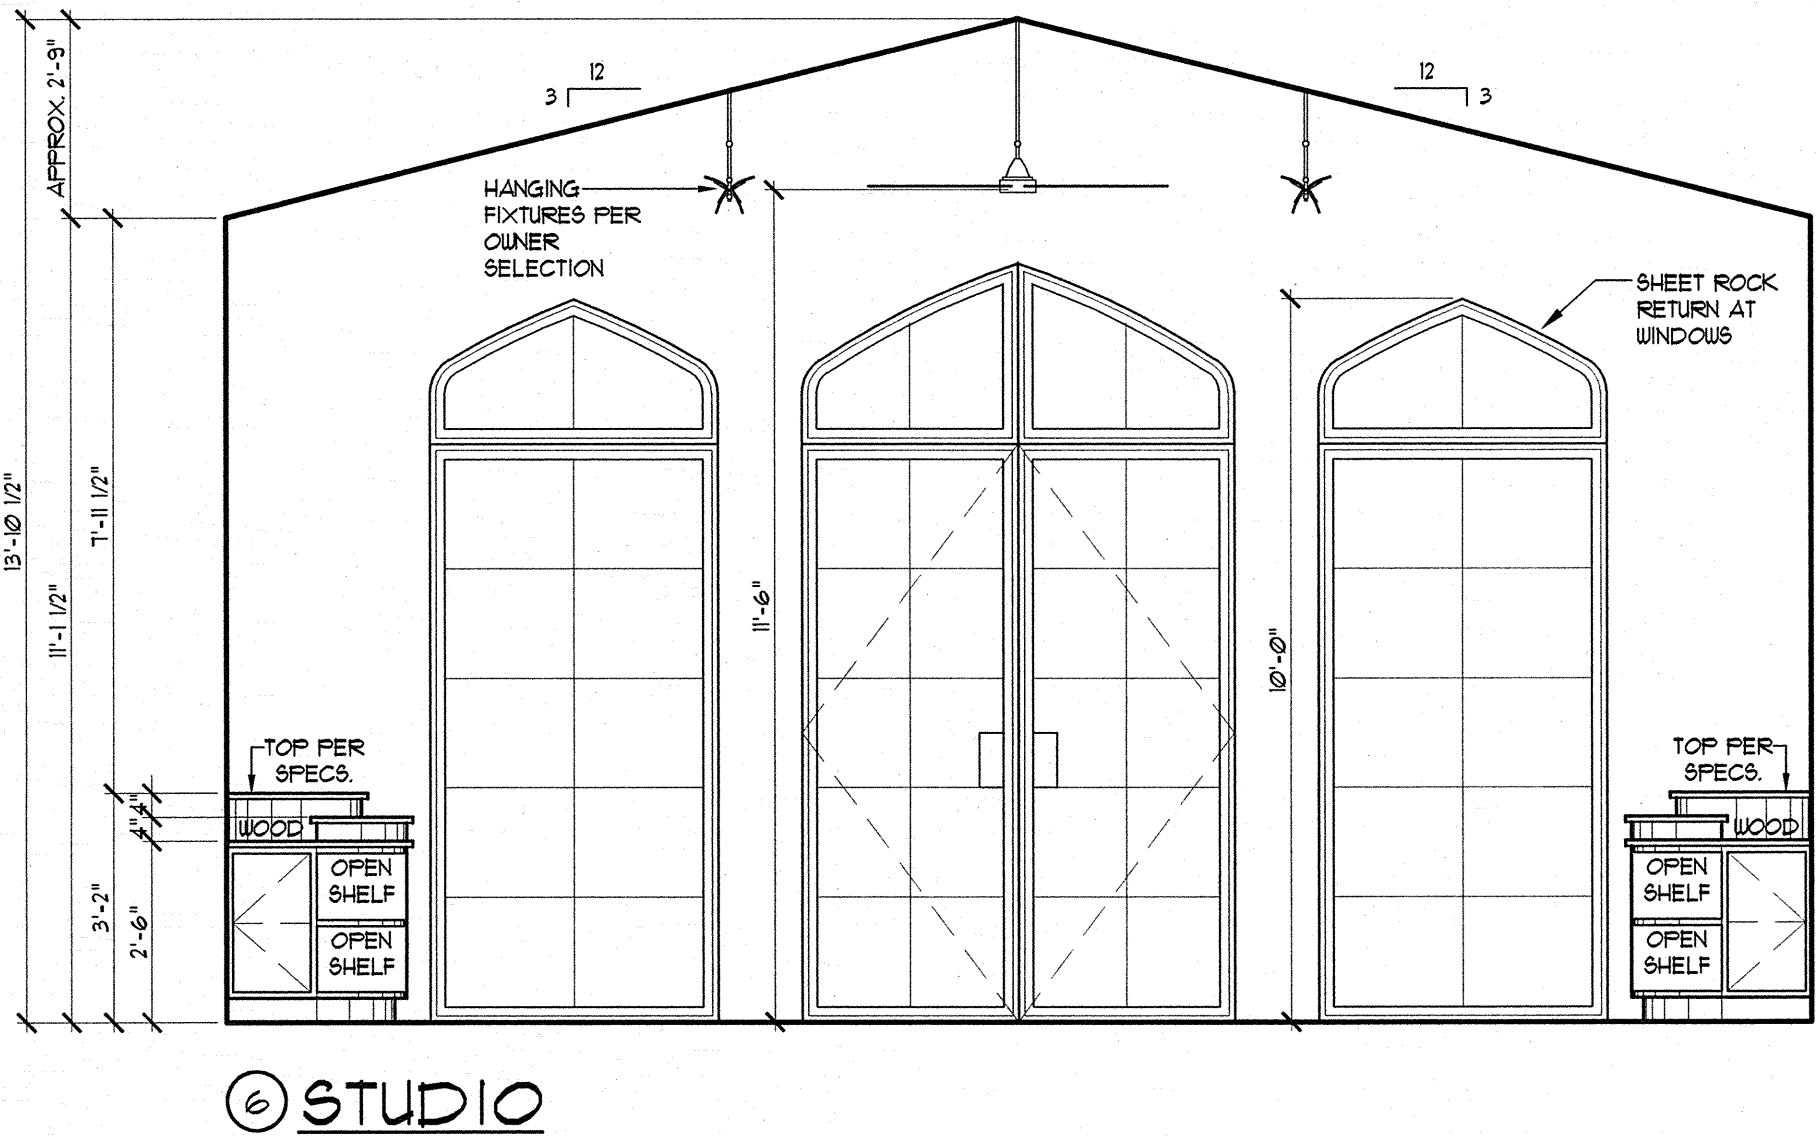 APPROX. 2'-9"
12
3
12
3
HANGING
FIXTURES PER
OWNER
SELECTION
SHEET ROCK
RETURN AT
WINDOWS
13'-10 1/2"
11'-1 1/2"
7'-11 1/2"
11'-6"
10'-0"
TOP PER
SPECS.
TOP PER
SPECS.
4"
4"
3'-2"
2'-6"
WOOD
OPEN
SHELF
OPEN
SHELF
WOOD
OPEN
SHELF
OPEN
SHELF
6 STUDIO